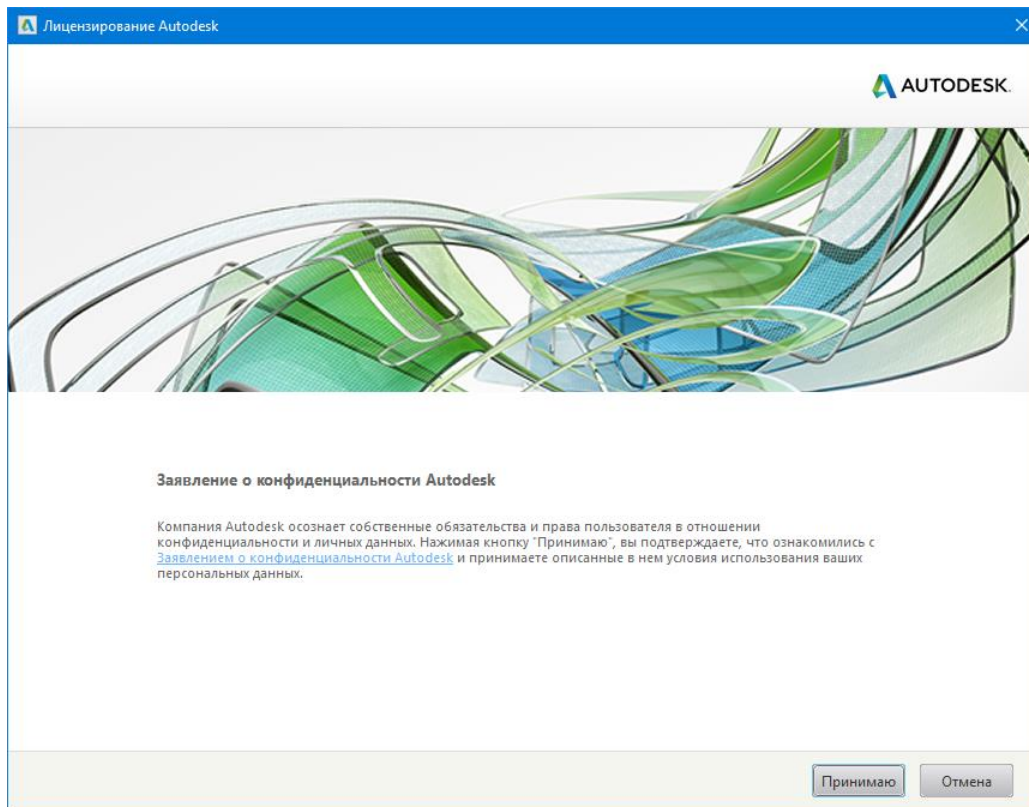 Лицензирование Autodesk
AUTODESK.
Заявление о конфиденциальности Autodesk
Компания Autodesk осознает собственные обязательства и права пользователя в отношении
конфиденциальности и личных данных. Нажимая кнопку "Принимаю", вы подтверждаете, что ознакомились с
Заявлением о конфиденциальности Autodesk и принимаете описанные в нем условия использования ваших
персональных данных.
Принимаю
Отмена